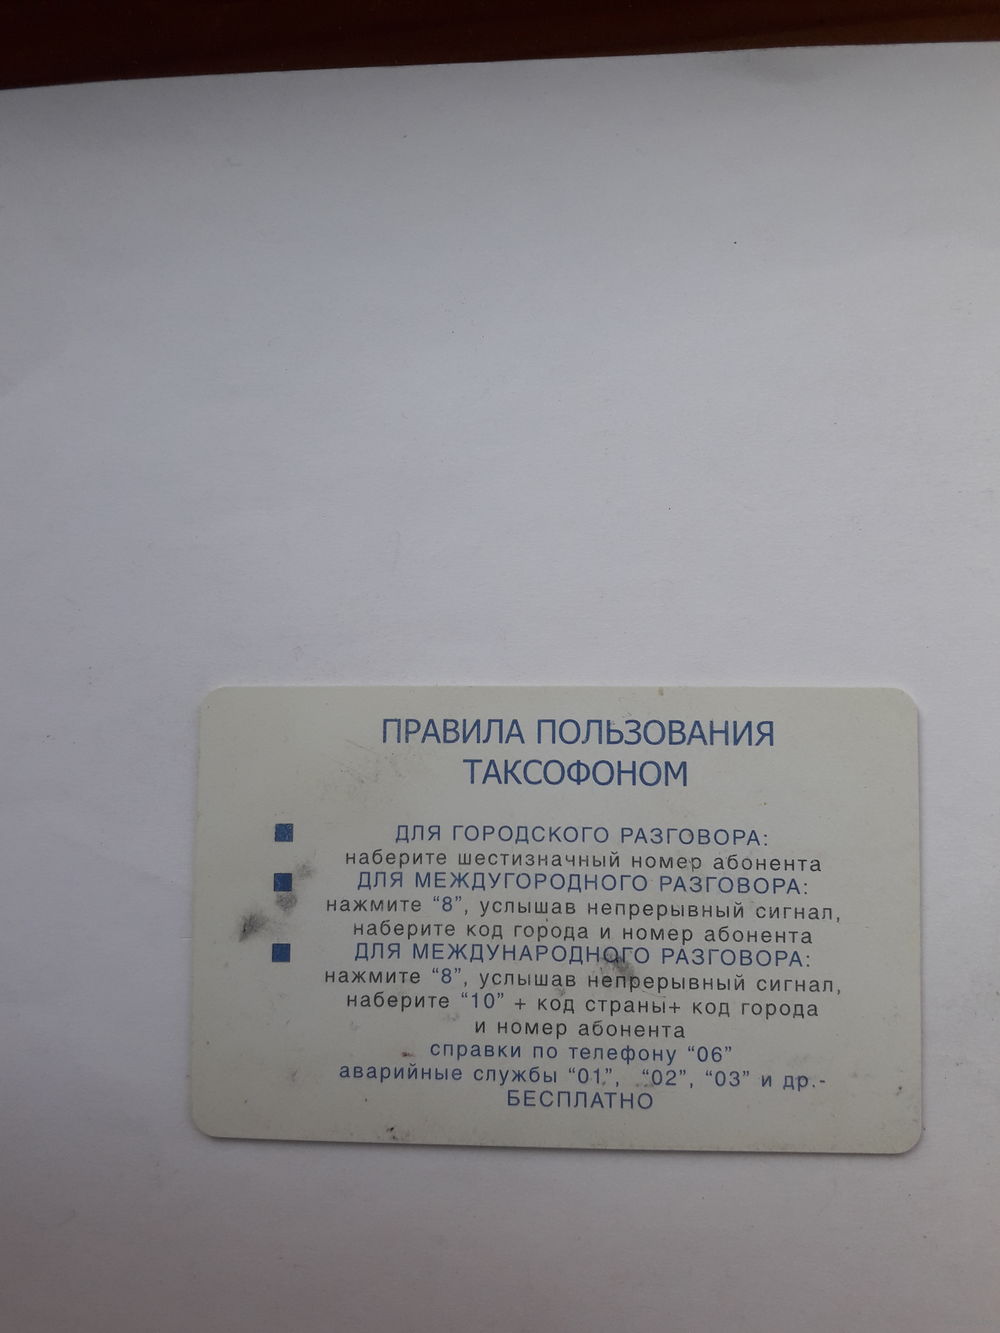 ПРАВИЛА ПОЛЬЗОВАНИЯ
ТАКСОФОНОМ
ДЛЯ ГОРОДСКОГО РАЗГОВОРА:
наберите шестизначный номер абонента
ДЛЯ МЕЖДУГОРОДНОГО РАЗГОВОРА:
нажмите “8”, услышав непрерывный сигнал,
наберите код города и номер абонента
ДЛЯ МЕЖДУНАРОДНОГО РАЗГОВОРА:
нажмите “8”, услышав непрерывный сигнал,
наберите “10” + код страны+ код города
и номер абонента
справки по телефону “06”
аварийные службы “01”, “02”, “03” и др.-
БЕСПЛАТНО